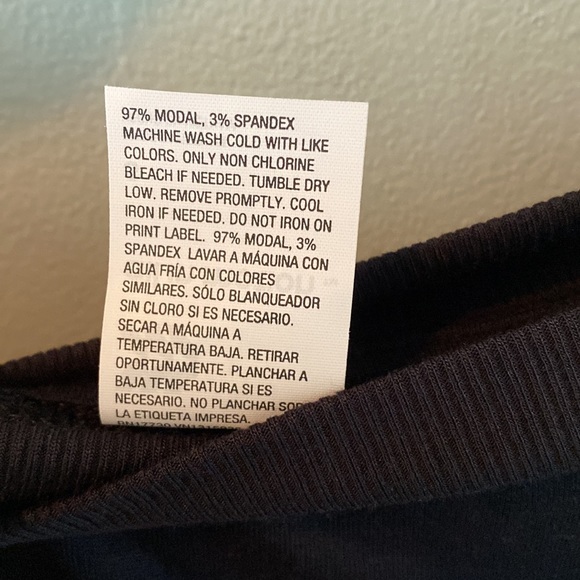 97% MODAL, 3% SPANDEX
MACHINE WASH COLD WITH LIKE
COLORS. ONLY NON CHLORINE
BLEACH IF NEEDED. TUMBLE DRY
LOW. REMOVE PROMPTLY. COOL
IRON IF NEEDED. DO NOT IRON ON
PRINT LABEL. 97% MODAL, 3%
SPANDEX LAVAR A MÁQUINA CON
AGUA FRÍA CON COLORES
SIMILARES. SÓLO BLANQUEADOR
SIN CLORO SI ES NECESARIO.
SECAR A MÁQUINA A
TEMPERATURA BAJA. RETIRAR
OPORTUNAMENTE. PLANCHAR A
BAJA TEMPERATURA SI ES
NECESARIO. NO PLANCHAR
LA ETIQUETA IMPRESA.